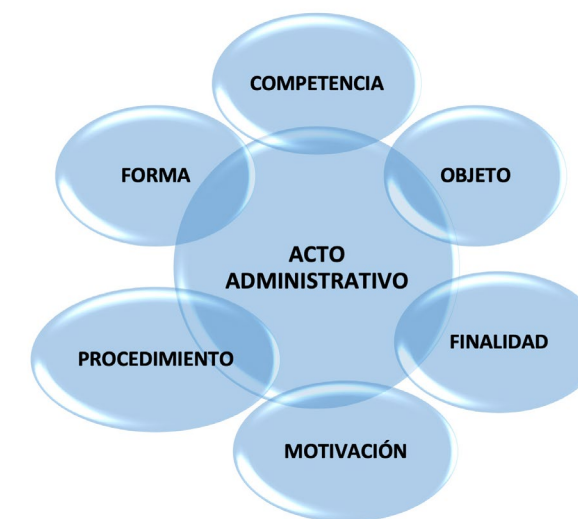 COMPETENCIA
FORMA
OBJETO
ACTO
ADMINISTRATIVO
FINALIDAD
PROCEDIMIENTO
MOTIVACIÓN